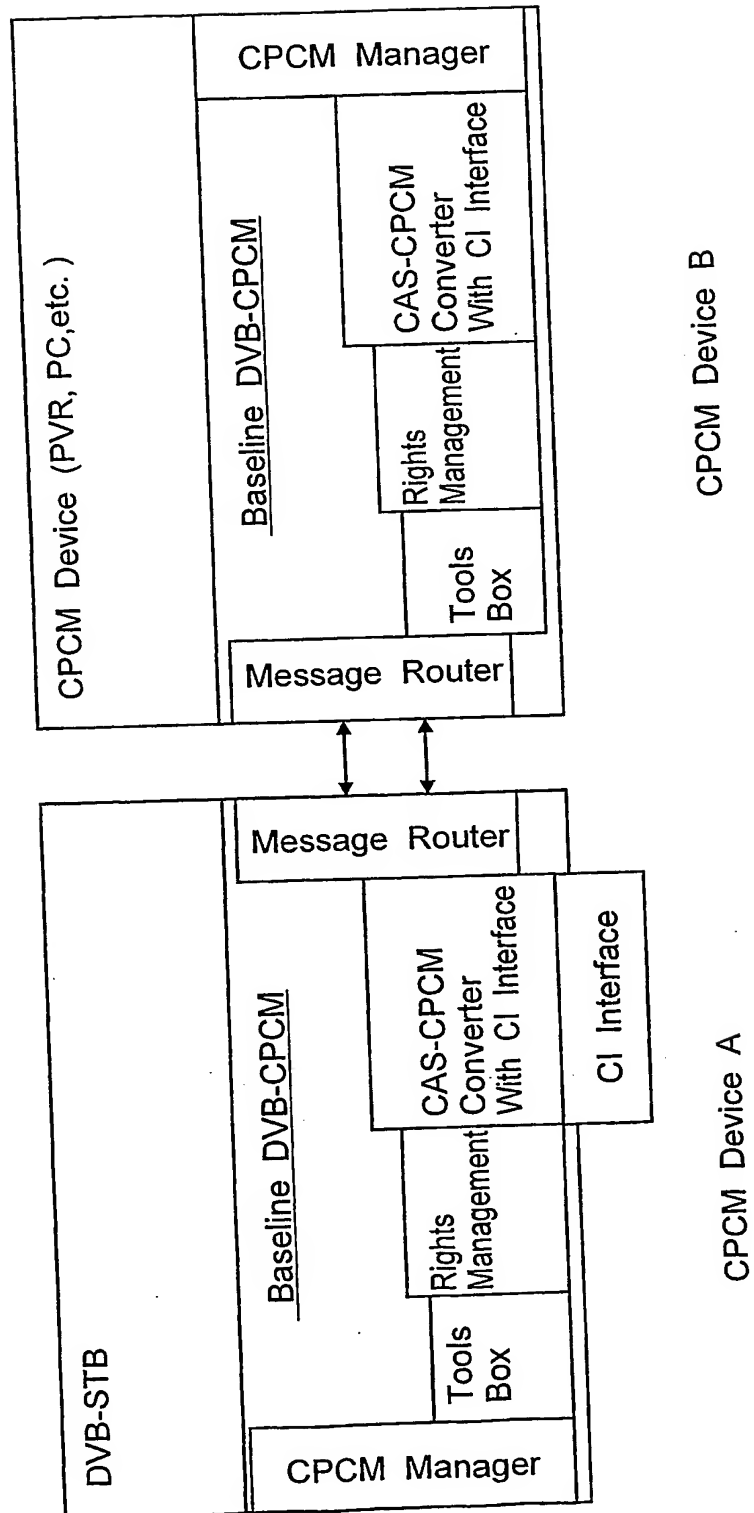 DVB-STB
Baseline DVB-CPCM
CPCM Manager
Tools
Box
Rights
Management
CAS-CPCM
Converter
With CI Interface
Message Router
CI Interface
CPCM Device A
CPCM Device (PVR, PC,etc. )
Baseline DVB-CPCM
Message Router
Tools
Box
Rights
Management
CAS-CPCM
Converter
With CI Interface
CPCM Manager
CPCM Device B